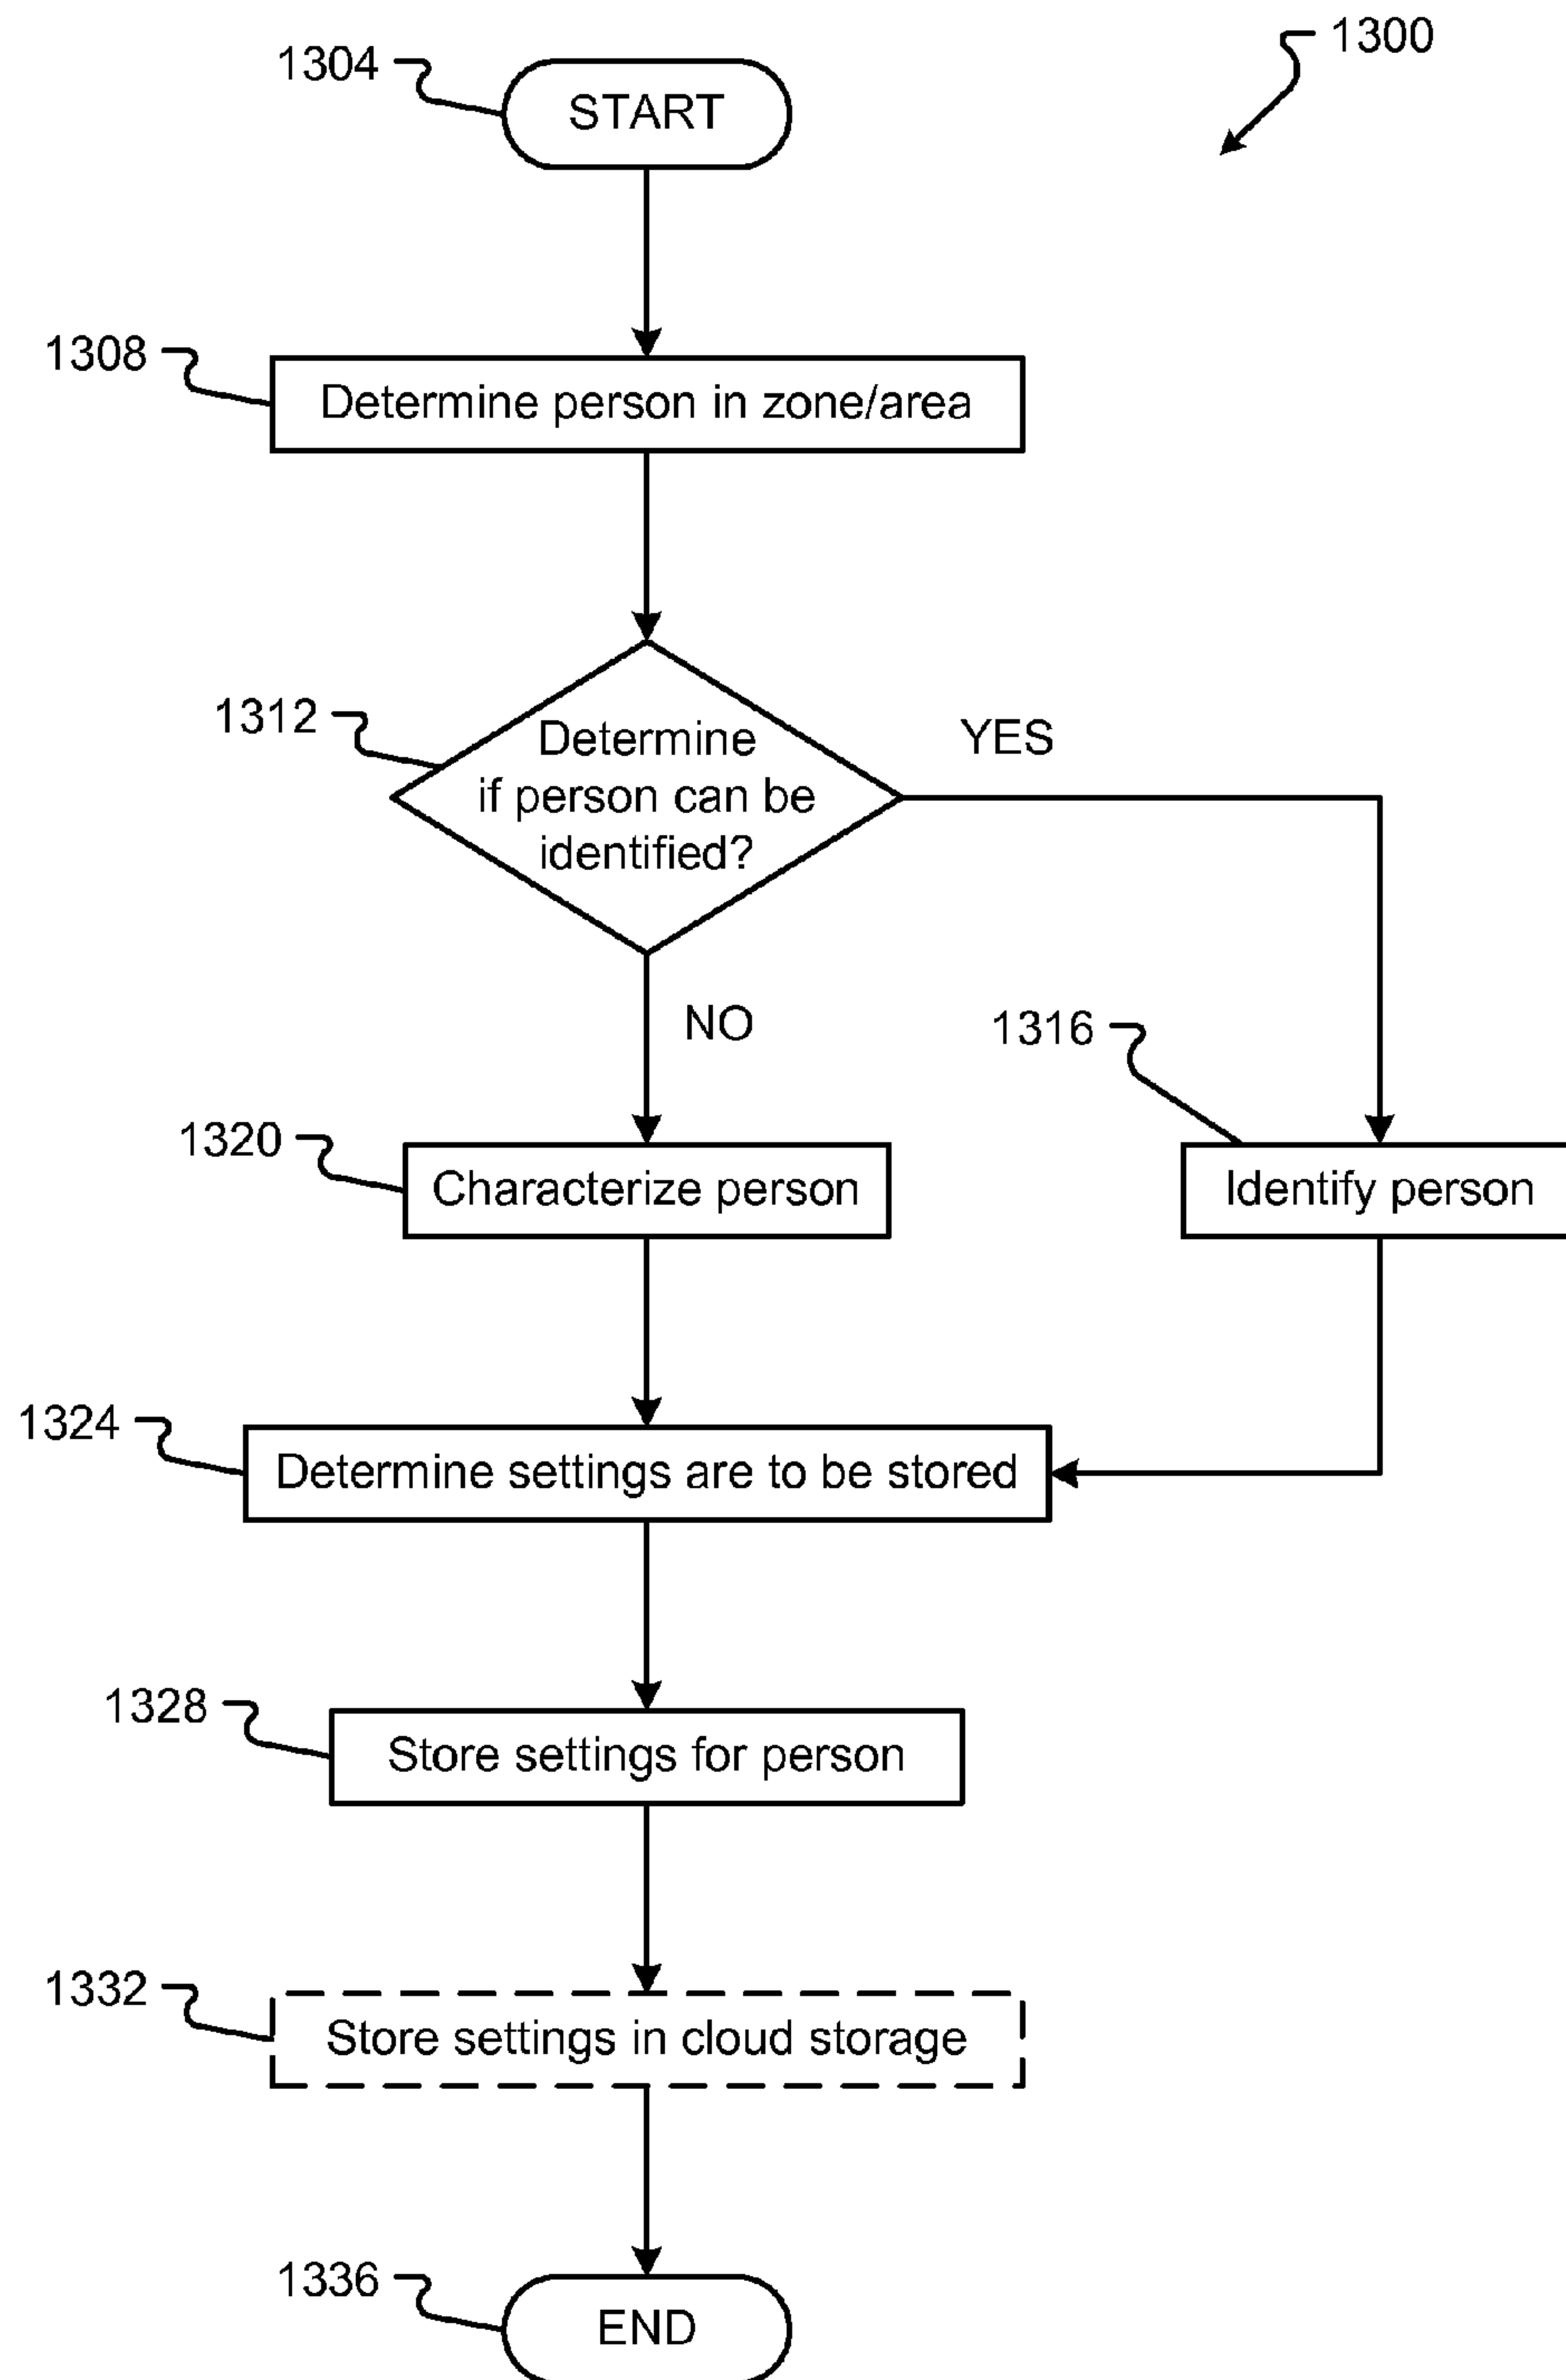 1300
1304
START
1308
Determine person in zone/area
1312
Determine
if person can be
identified?
YES
NO
1316
1320
Characterize person
Identify person
1324
Determine settings are to be stored
1328
Store settings for person
1332
Store settings in cloud storage
1336
END